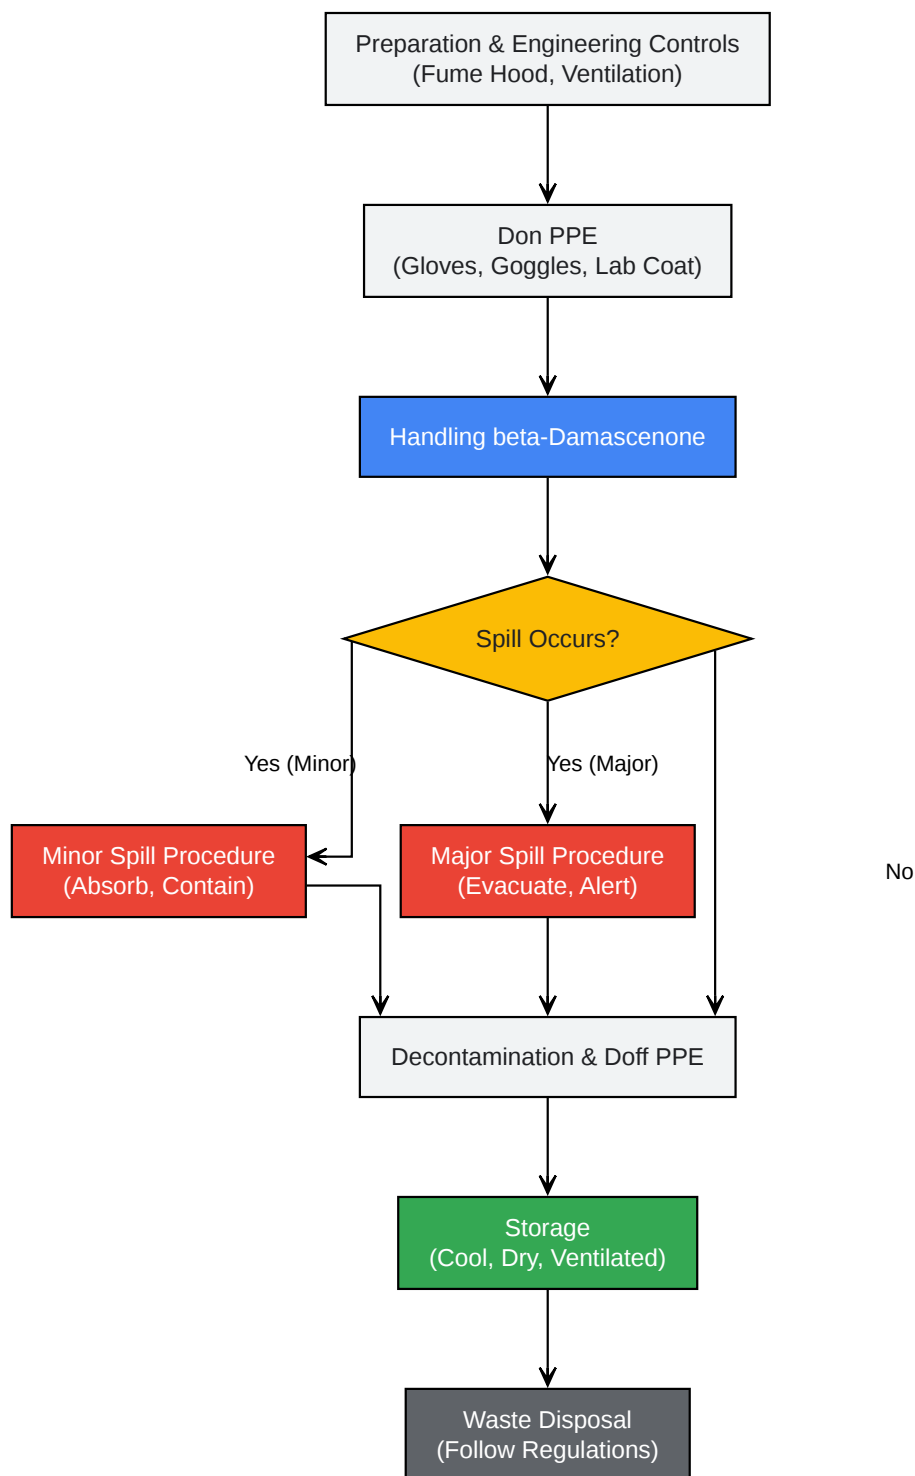 Preparation & Engineering Controls
(Fume Hood, Ventilation)
Don PPE
(Gloves, Goggles, Lab Coat)
Handling beta-Damascenone
Spill Occurs?
Yes (Minor)
Yes (Major)
Minor Spill Procedure
(Absorb, Contain)
Major Spill Procedure
(Evacuate, Alert)
No
Decontamination & Doff PPE
Storage
(Cool, Dry, Ventilated)
Waste Disposal
(Follow Regulations)